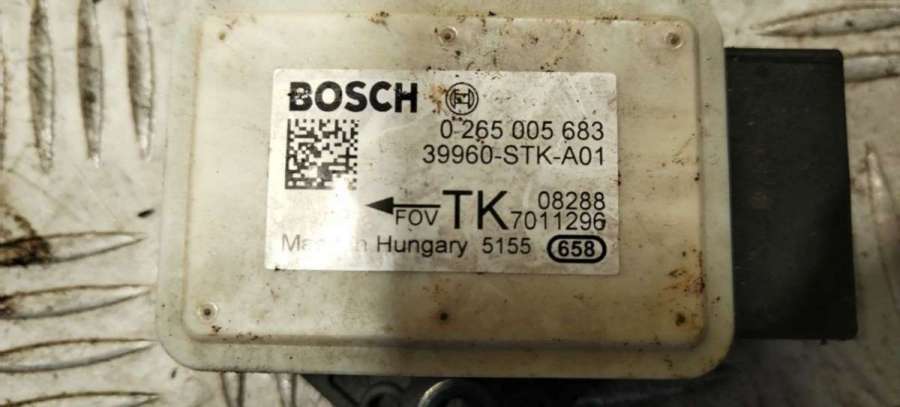 BOSCH
0 265 005 683
39960-STK-A01
FOV TK 08288
7011296
Hungary 5155 658